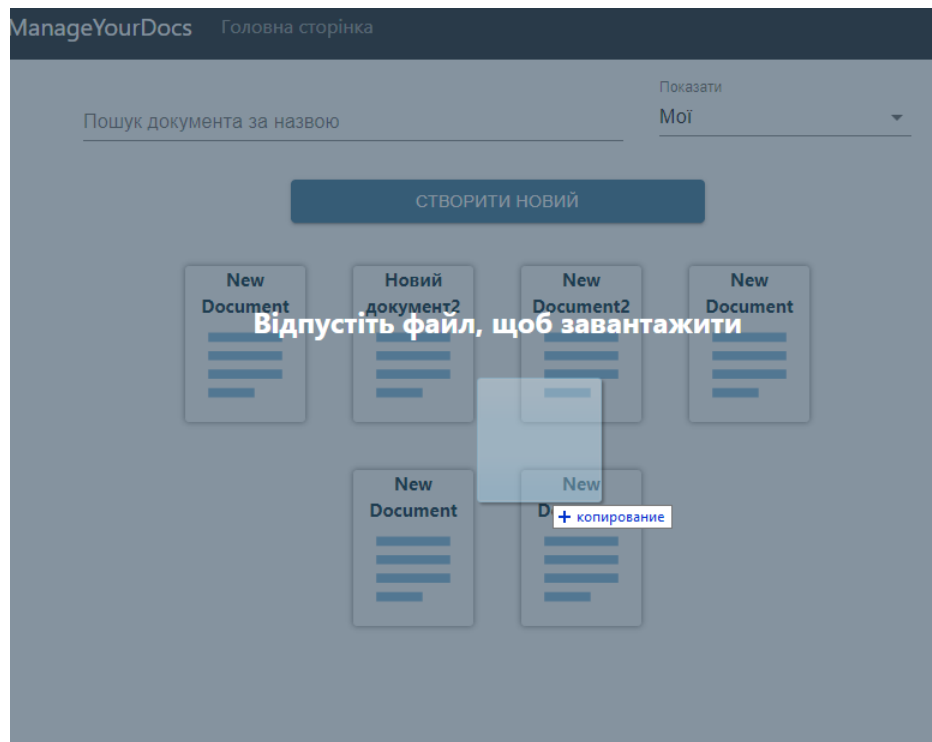 ManageYourDocs Головна сторінка
Показати
Пошук документа за назвою
Мої
СТВОРИТИ НОВИЙ
New Document
Новий документ2
New Document2
New Document
Відпустіть файл, щоб завантажити
New Document
New
+ копирование